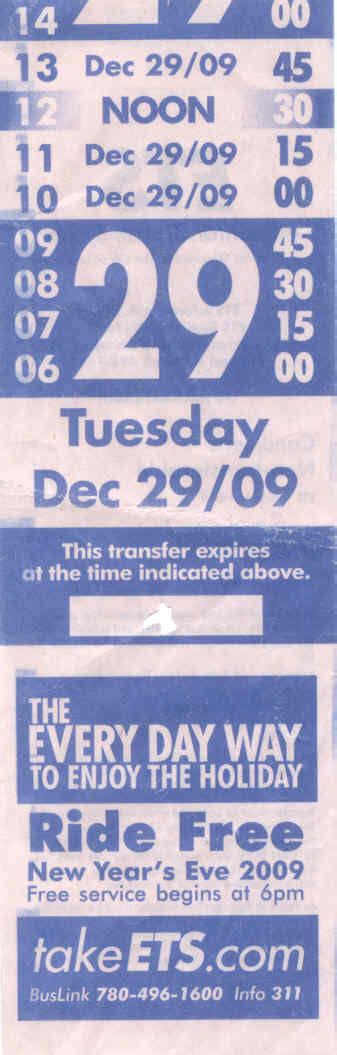 14 29 00
13 Dec 29/09 45
12 NOON 30
11 Dec 29/09 15
10 Dec 29/09 00
09 45
08 30
29
07 15
06 00
Tuesday
Dec 29/09
This transfer expires
at the time indicated above.
THE
EVERY DAY WAY
TO ENJOY THE HOLIDAY
Ride Free
New Year's Eve 2009
Free service begins at 6pm
takeETS.com
BusLink 780-496-1600 Info 311